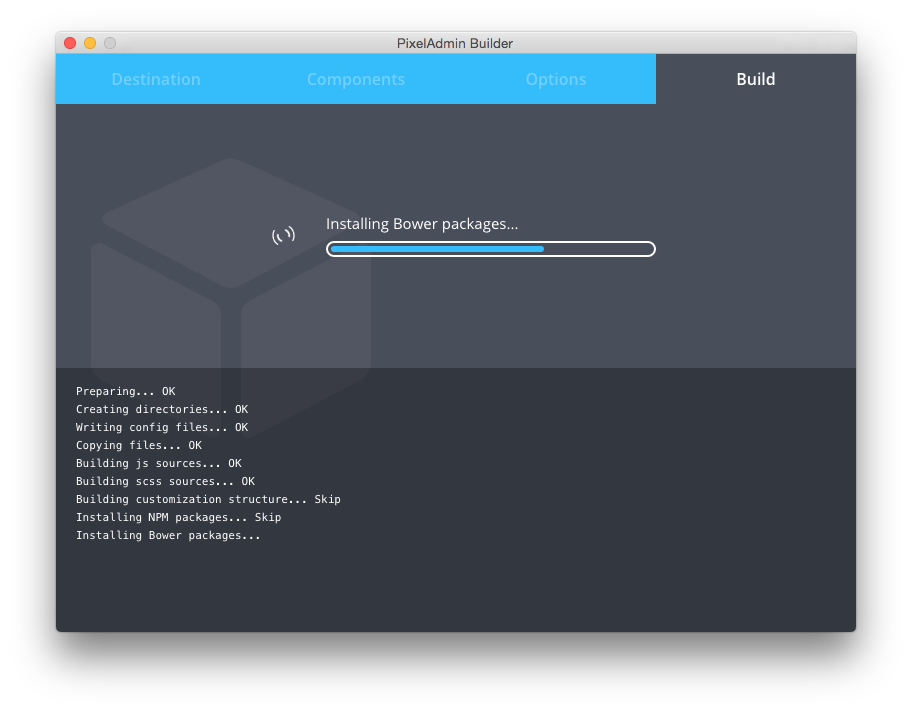 PixelAdmin Builder
Destination Components Options Build
Installing Bower packages...
Preparing... OK
Creating directories... OK
Writing config files... OK
Copying files... OK
Building js sources... OK
Building scss sources... OK
Building customization structure... Skip
Installing NPM packages... Skip
Installing Bower packages...